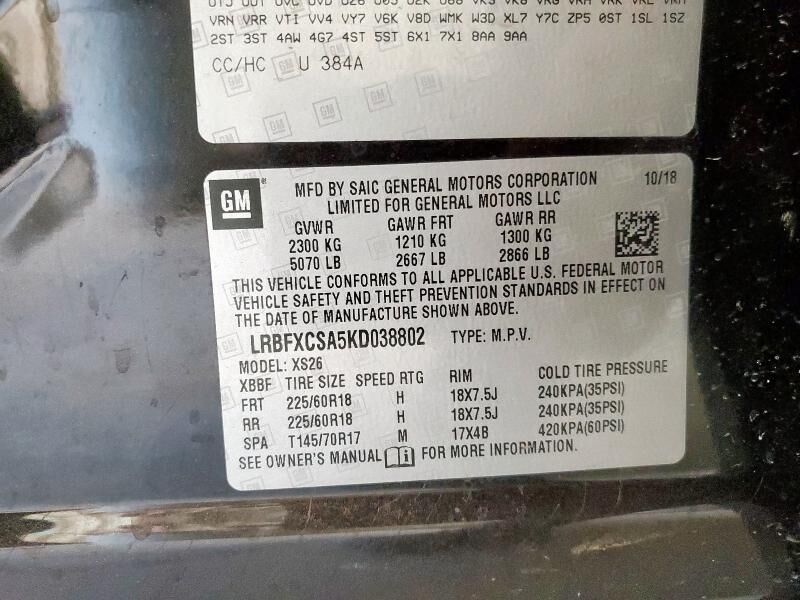 VRN VRR VTI VV4 VY7 V6K V8D WMK W3D XL7 Y7C ZP5 0ST 1SL 1SZ
2ST 3ST 4AW 4G7 4ST 5ST 6X1 7X1 8AA 9AA
CC/HC U 384A
GM
MFD BY SAIC GENERAL MOTORS CORPORATION 10/18
LIMITED FOR GENERAL MOTORS LLC
GVWR GAWR FRT GAWR RR
2300 KG 1210 KG 1300 KG
5070 LB 2667 LB 2866 LB
THIS VEHICLE CONFORMS TO ALL APPLICABLE U.S. FEDERAL MOTOR
VEHICLE SAFETY AND THEFT PREVENTION STANDARDS IN EFFECT ON
THE DATE OF MANUFACTURE SHOWN ABOVE.
LRBFXCSA5KD038802 TYPE: M.P.V.
MODEL: XS26
XBBF TIRE SIZE SPEED RTG RIM COLD TIRE PRESSURE
FRT 225/60R18 H 18X7.5J 240KPA(35PSI)
RR 225/60R18 H 18X7.5J 240KPA(35PSI)
SPA T145/70R17 M 17X4B 420KPA(60PSI)
SEE OWNER'S MANUAL FOR MORE INFORMATION.